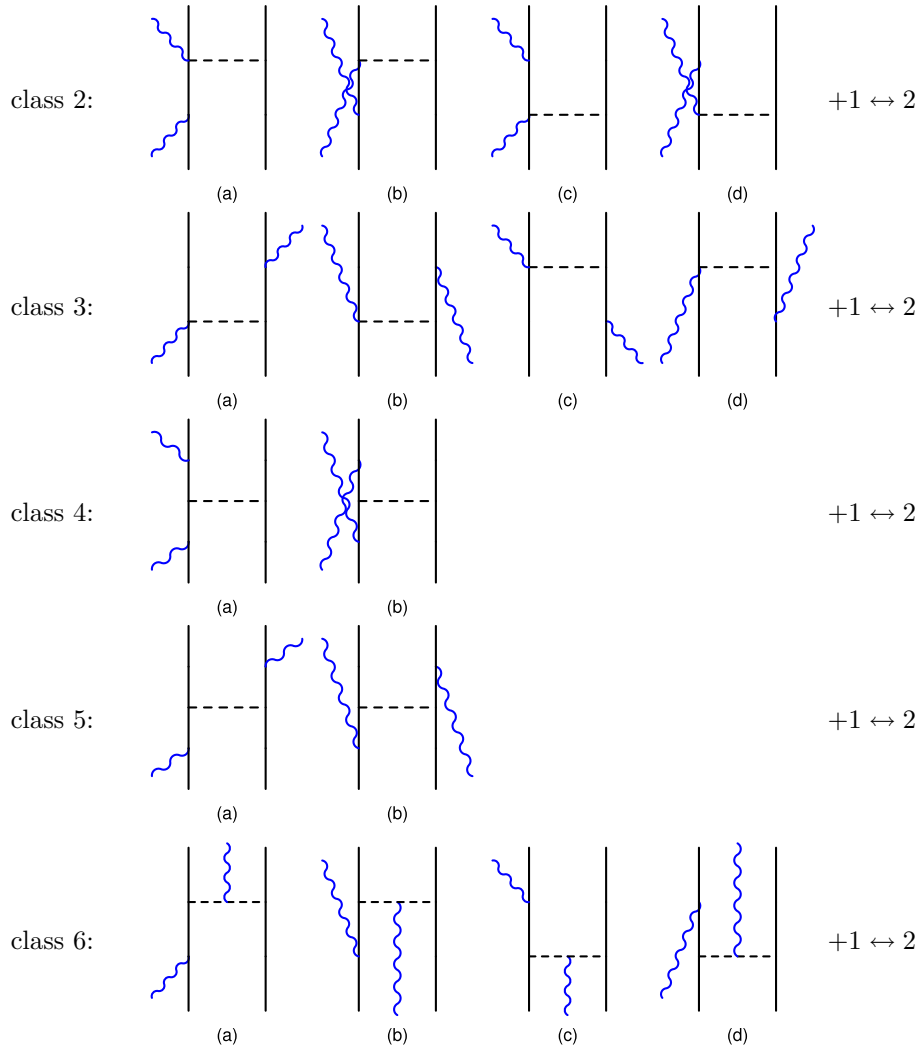 class 2:
+1 ↔ 2
(a) (b) (c) (d)
class 3:
+1 ↔ 2
(a) (b) (c) (d)
class 4:
+1 ↔ 2
(a) (b)
class 5:
+1 ↔ 2
(a) (b)
class 6:
+1 ↔ 2
(a) (b) (c) (d)